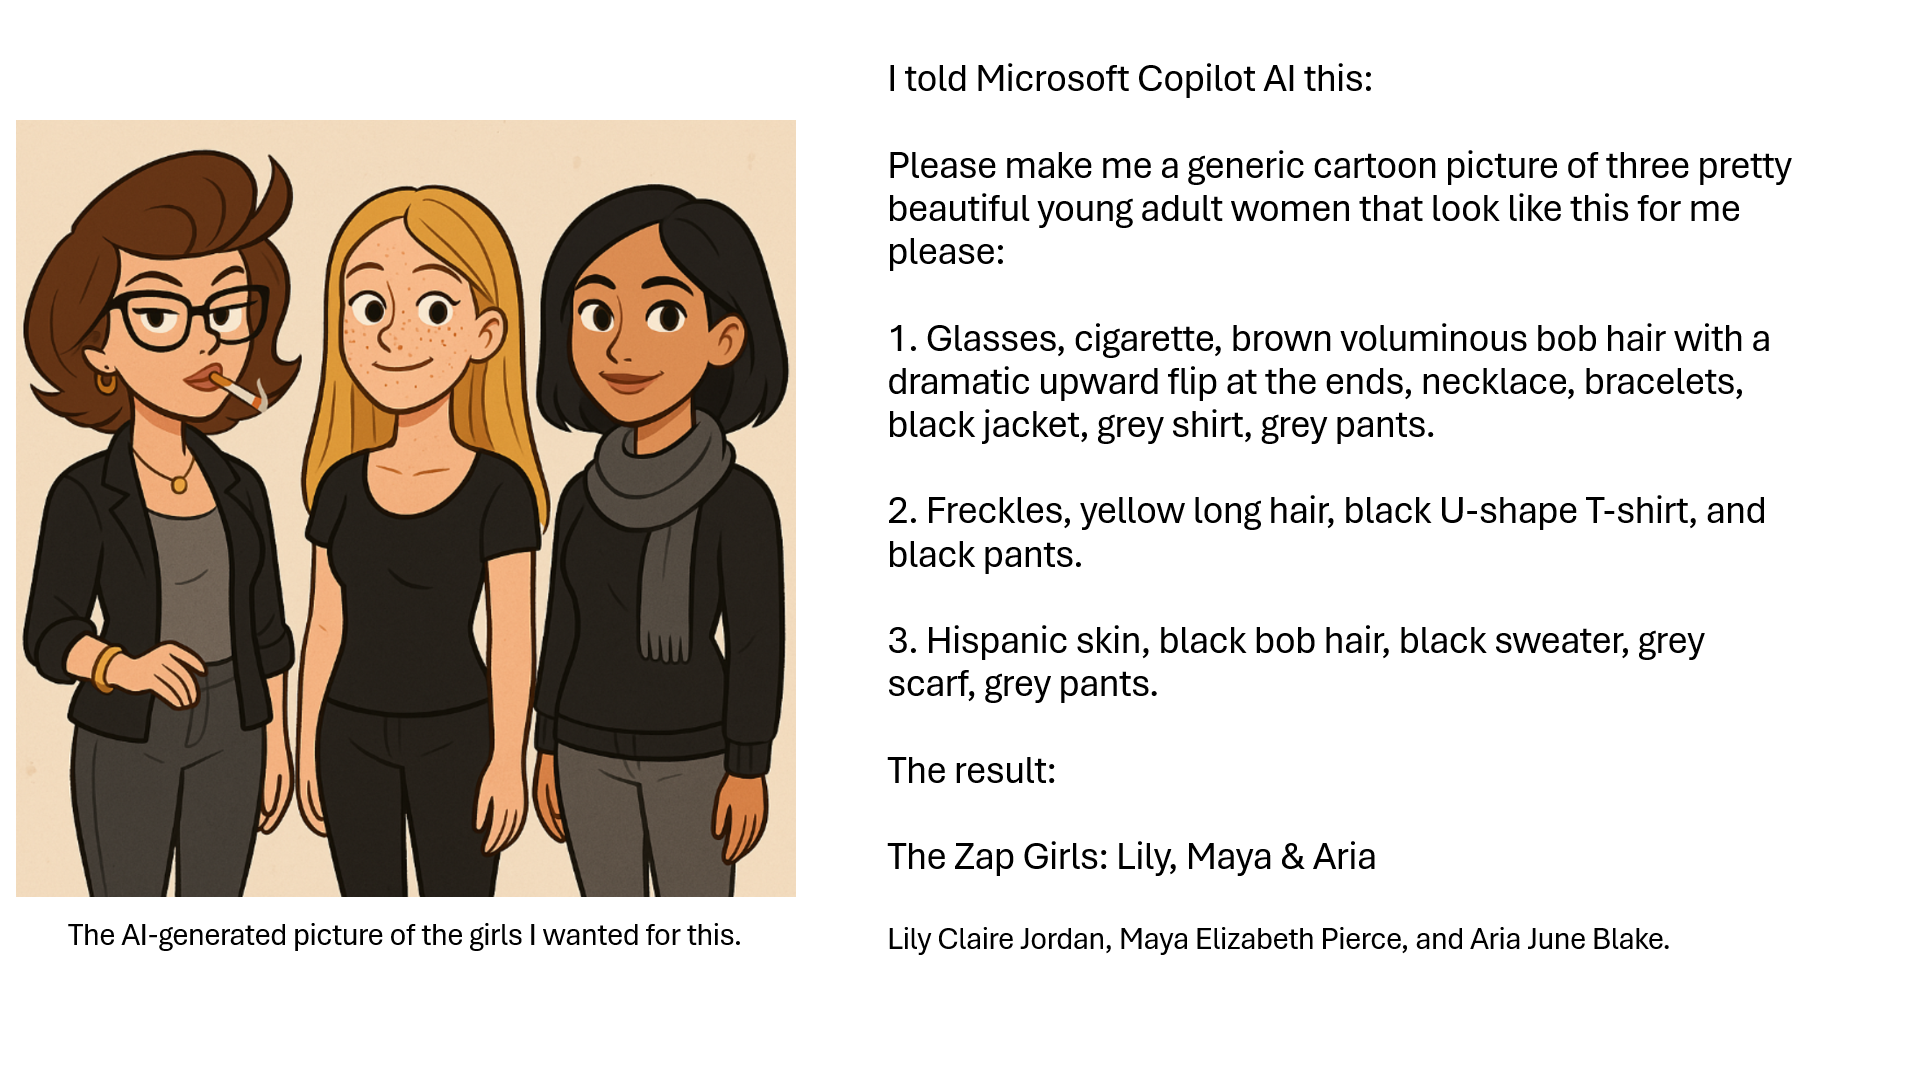 I told Microsoft Copilot AI this:
Please make me a generic cartoon picture of three pretty
beautiful young adult women that look like this for me
please:
1. Glasses, cigarette, brown voluminous bob hair with a
dramatic upward flip at the ends, necklace, bracelets,
black jacket, grey shirt, grey pants.
2. Freckles, yellow long hair, black U-shape T-shirt, and
black pants.
3. Hispanic skin, black bob hair, black sweater, grey
scarf, grey pants.
The result:
The Zap Girls: Lily, Maya & Aria
Lily Claire Jordan, Maya Elizabeth Pierce, and Aria June Blake.
The AI-generated picture of the girls I wanted for this.